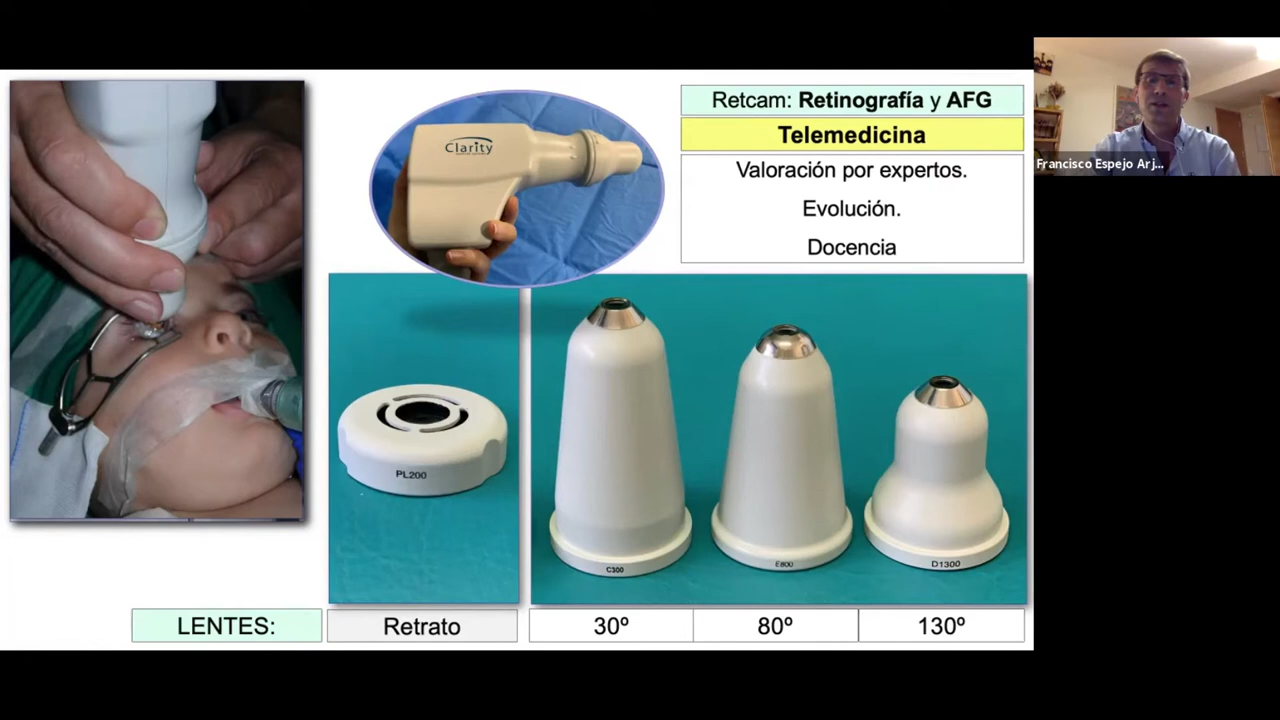 Retcam: Retinografía y AFG
Telemedicina
Valoración por expertos.
Evolución.
Docencia
Clarity
PL200
C300
E800
D1300
LENTES:
Retrato
30º
80º
130º
Francisco Espejo Arj...